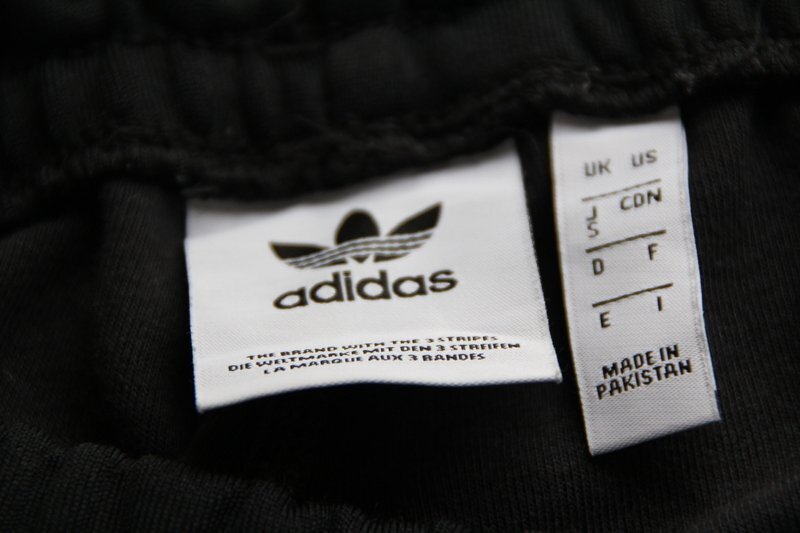 adidas
THE BRAND WITH THE 3 STRIPES
DIE WELTMARKE MIT DEN 3 STREIFEN
LA MARQUE AUX 3 BANDES
UK US
J CDN
S
D F
E I
MADE IN
PAKISTAN